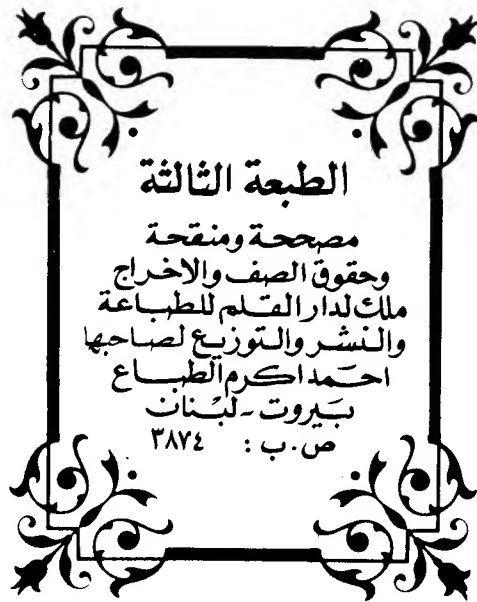 الطبعة الثالثة
مصححة ومنقحة
وحقوق الصف والاخراج
ملك لدار القلم للطباعة
والنشر والتوزيع لصاحبها
احمد اكرم الطباع
بيروت - لبنان
ص.ب : ٣٨٧٤